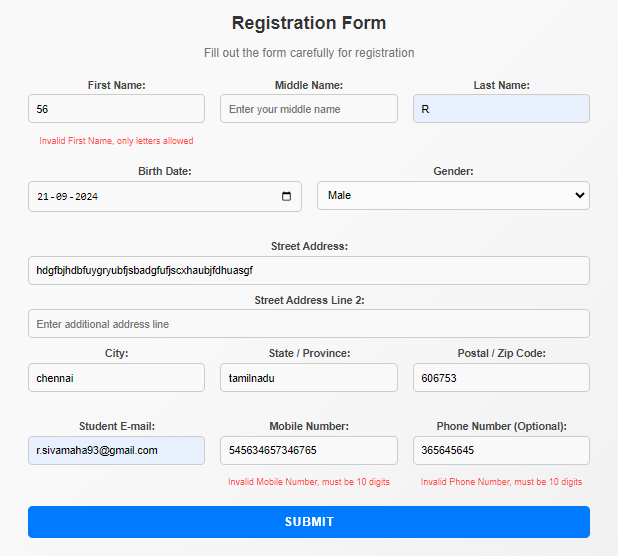 Registration Form
Fill out the form carefully for registration
First Name: Middle Name: Last Name:
56 Enter your middle name R
Invalid First Name, only letters allowed
Birth Date: Gender:
21-09-2024 Male
Street Address:
hdgfbjhdbfuygryubfjsbadgfufjscxhaubjfdhuasgf
Street Address Line 2:
Enter additional address line
City: State / Province: Postal / Zip Code:
chennai tamilnadu 606753
Student E-mail: Mobile Number: Phone Number (Optional):
r.sivamaha93@gmail.com 545634657346765 365645645
Invalid Mobile Number, must be 10 digits Invalid Phone Number, must be 10 digits
SUBMIT